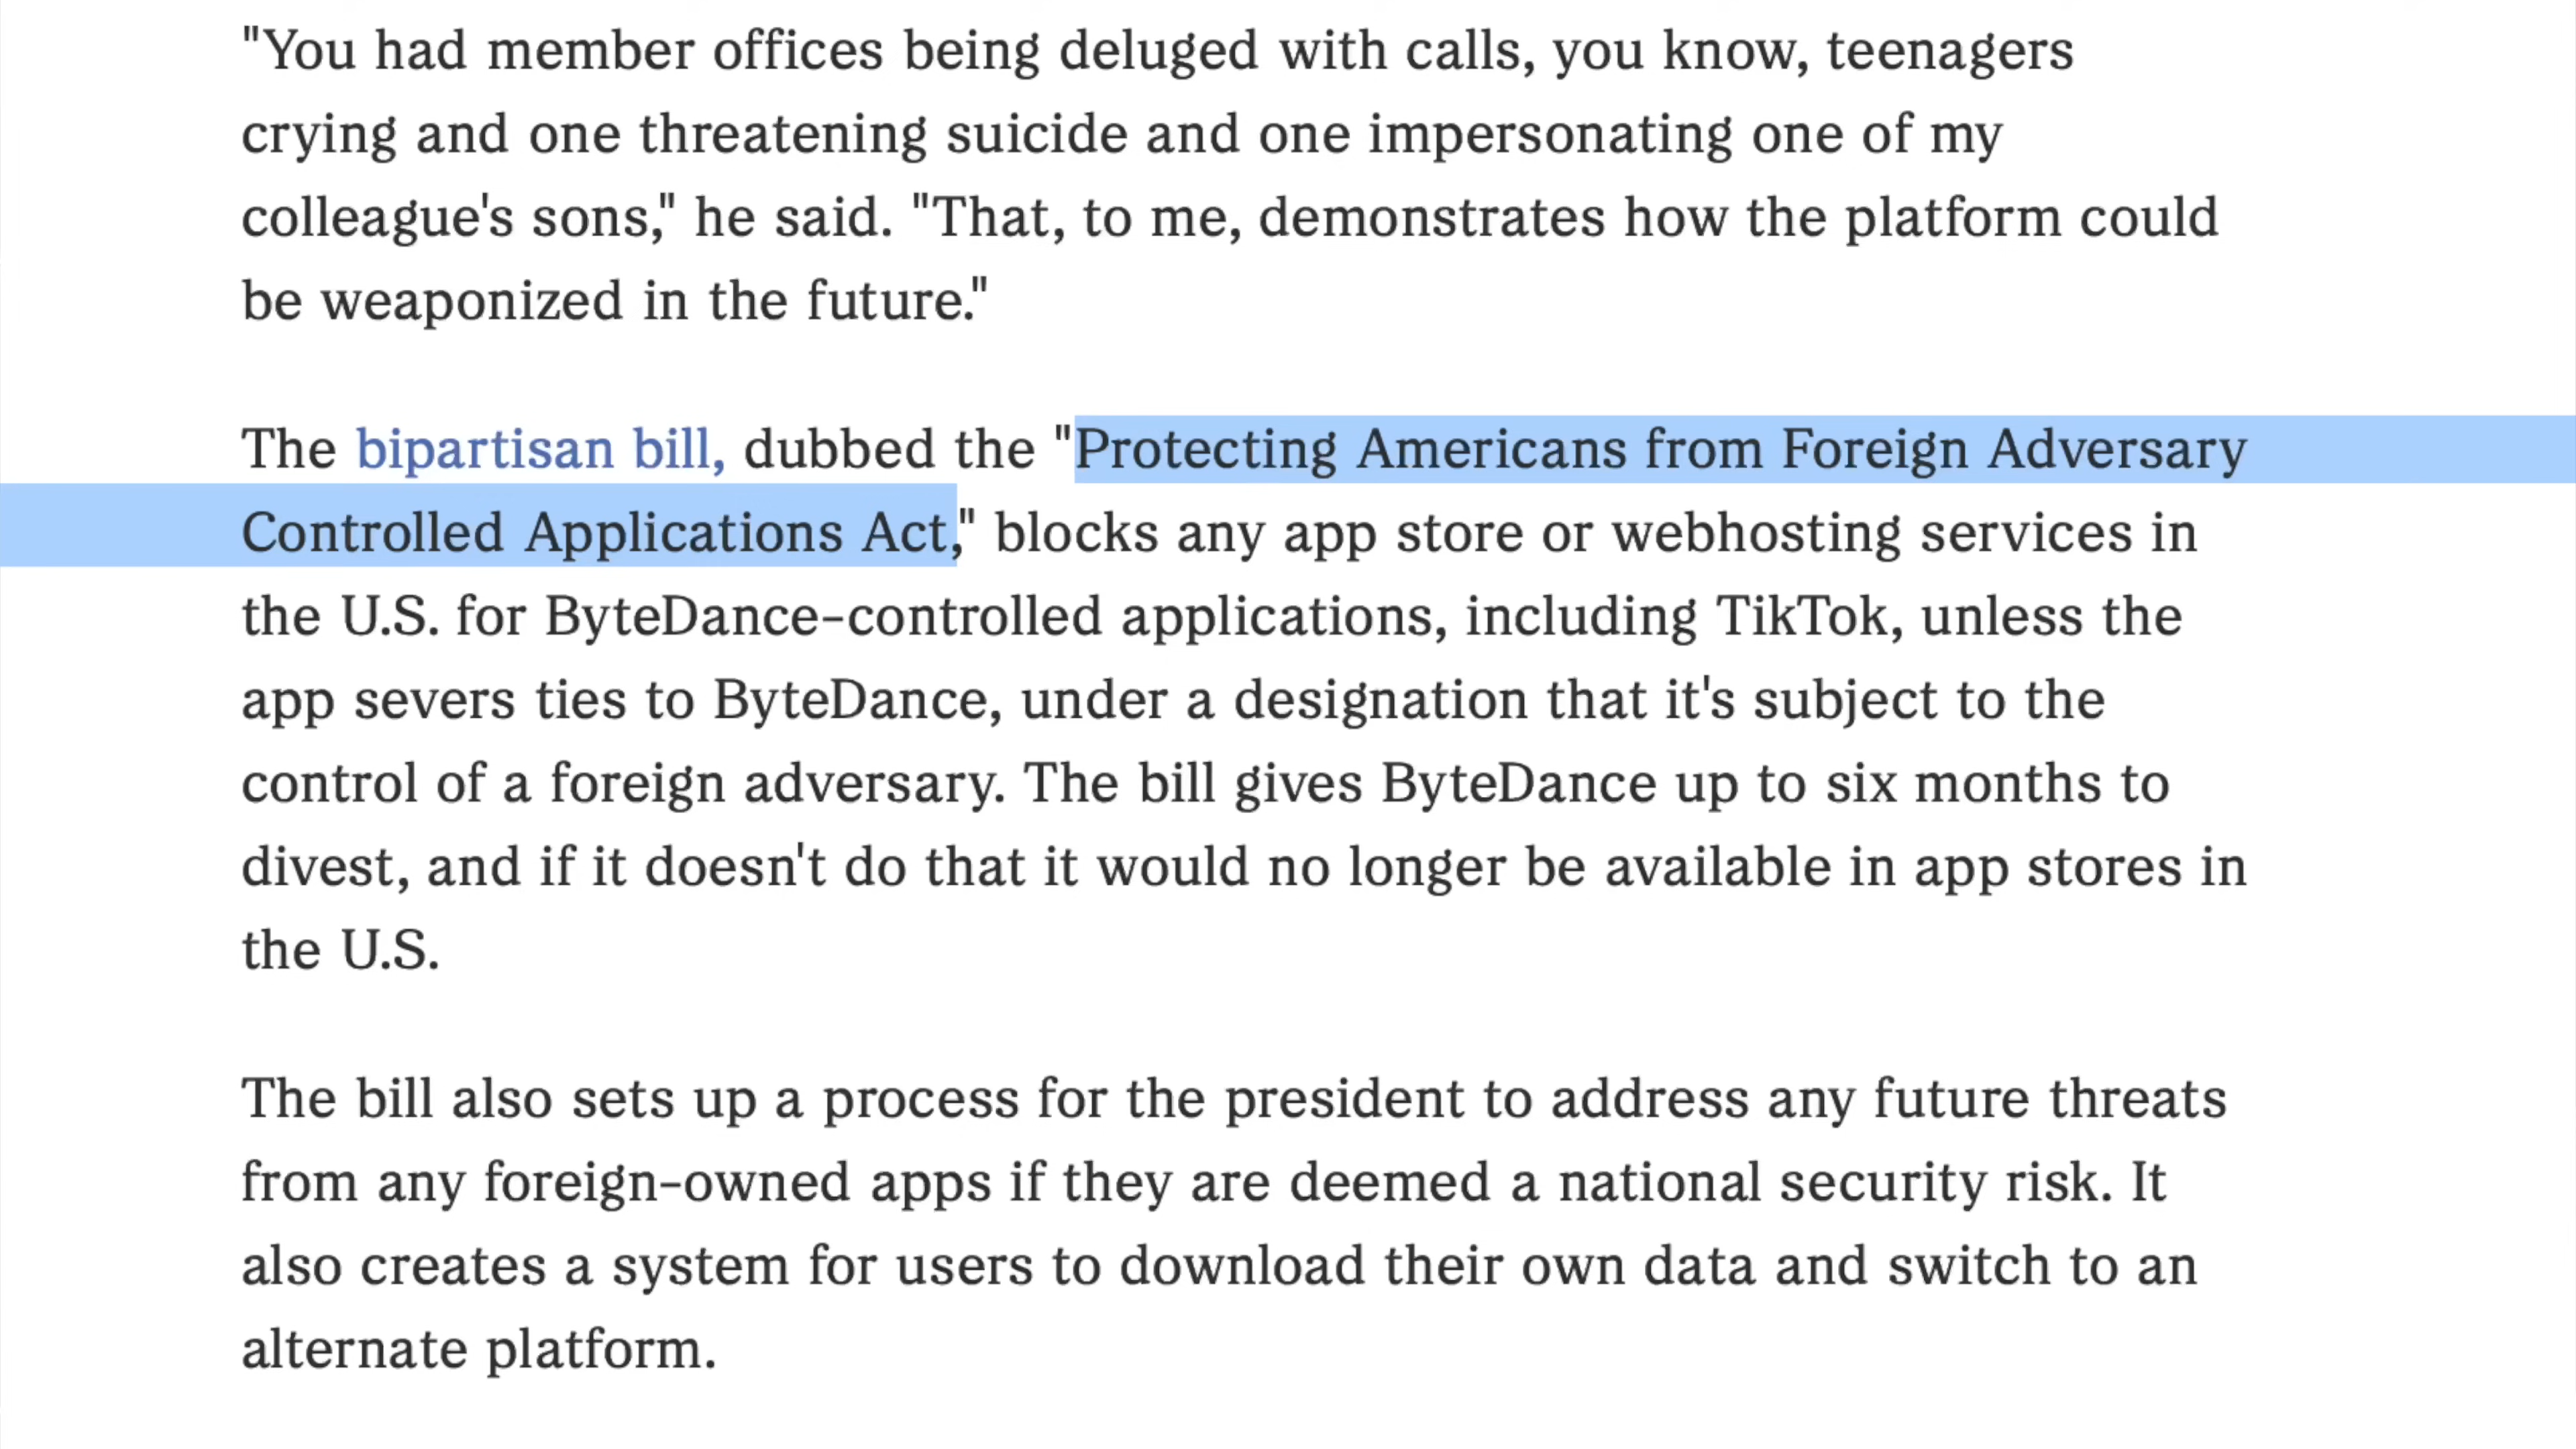 "You had member offices being deluged with calls, you know, teenagers
crying and one threatening suicide and one impersonating one of my
colleague's sons," he said. "That, to me, demonstrates how the platform could
be weaponized in the future."
The bipartisan bill, dubbed the "Protecting Americans from Foreign Adversary
Controlled Applications Act," blocks any app store or webhosting services in
the U.S. for ByteDance-controlled applications, including TikTok, unless the
app severs ties to ByteDance, under a designation that it's subject to the
control of a foreign adversary. The bill gives ByteDance up to six months to
divest, and if it doesn't do that it would no longer be available in app stores in
the U.S.
The bill also sets up a process for the president to address any future threats
from any foreign-owned apps if they are deemed a national security risk. It
also creates a system for users to download their own data and switch to an
alternate platform.